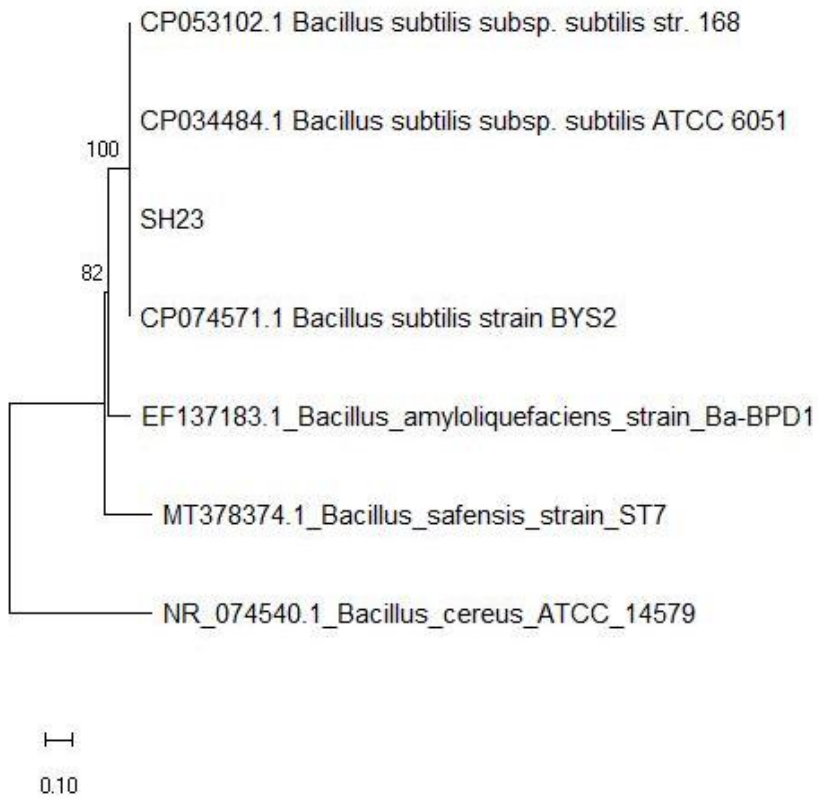 CP053102.1 Bacillus subtilis subsp. subtilis str. 168
CP034484.1 Bacillus subtilis subsp. subtilis ATCC 6051
100
SH23
82
CP074571.1 Bacillus subtilis strain BYS2
EF137183.1_Bacillus_amyloliquefaciens_strain_Ba-BPD1
MT378374.1_Bacillus_safensis_strain_ST7
NR_074540.1_Bacillus_cereus_ATCC_14579
0.10